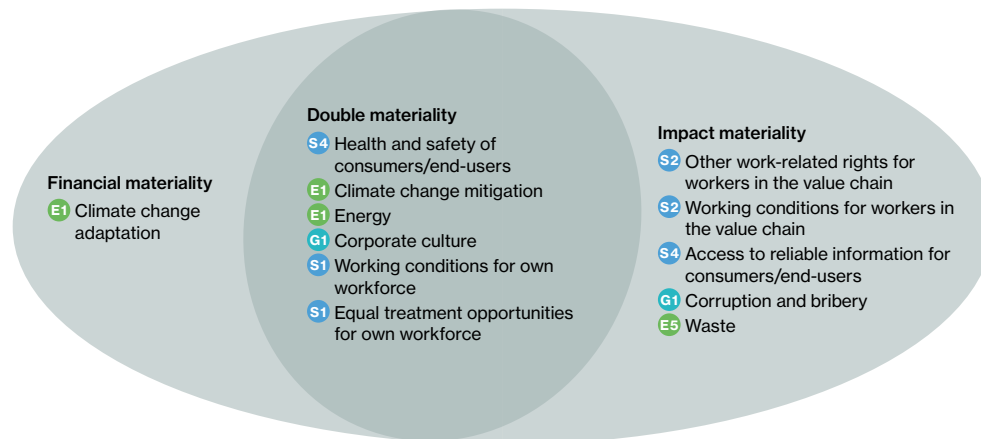 Financial materiality
E1 Climate change
adaptation
Double materiality
S4 Health and safety of
consumers/end-users
E1 Climate change mitigation
E1 Energy
G1 Corporate culture
S1 Working conditions for own
workforce
S1 Equal treatment opportunities
for own workforce
Impact materiality
S2 Other work-related rights for
workers in the value chain
S2 Working conditions for workers in
the value chain
S4 Access to reliable information for
consumers/end-users
G1 Corruption and bribery
E5 Waste